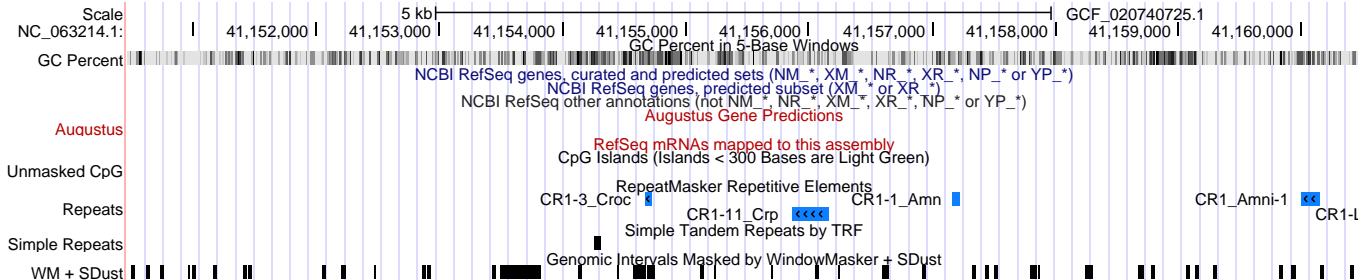 Scale 5 kb GCF_020740725.1
NC_063214.1: 41,152,000 41,153,000 41,154,000 41,155,000 41,156,000 41,157,000 41,158,000 41,159,000 41,160,000
GC Percent in 5-Base Windows
GC Percent
NCBI RefSeq genes, curated and predicted sets (NM_*, XM_*, NR_*, XR_*, NP_* or YP_*)
NCBI RefSeq genes, predicted subset (XM_* or XR_*)
NCBI RefSeq other annotations (not NM_*, NR_*, XM_*, XR_*, NP_* or YP_*)
Augustus Gene Predictions
Augustus
RefSeq mRNAs mapped to this assembly
CpG Islands (Islands < 300 Bases are Light Green)
Unmasked CpG
RepeatMasker Repetitive Elements
CR1-3_Croc CR1-1_Amn CR1_Amni-1
Repeats
CR1-11_Crp CR1-L
Simple Tandem Repeats by TRF
Simple Repeats
Genomic Intervals Masked by WindowMasker + SDust
WM + SDust